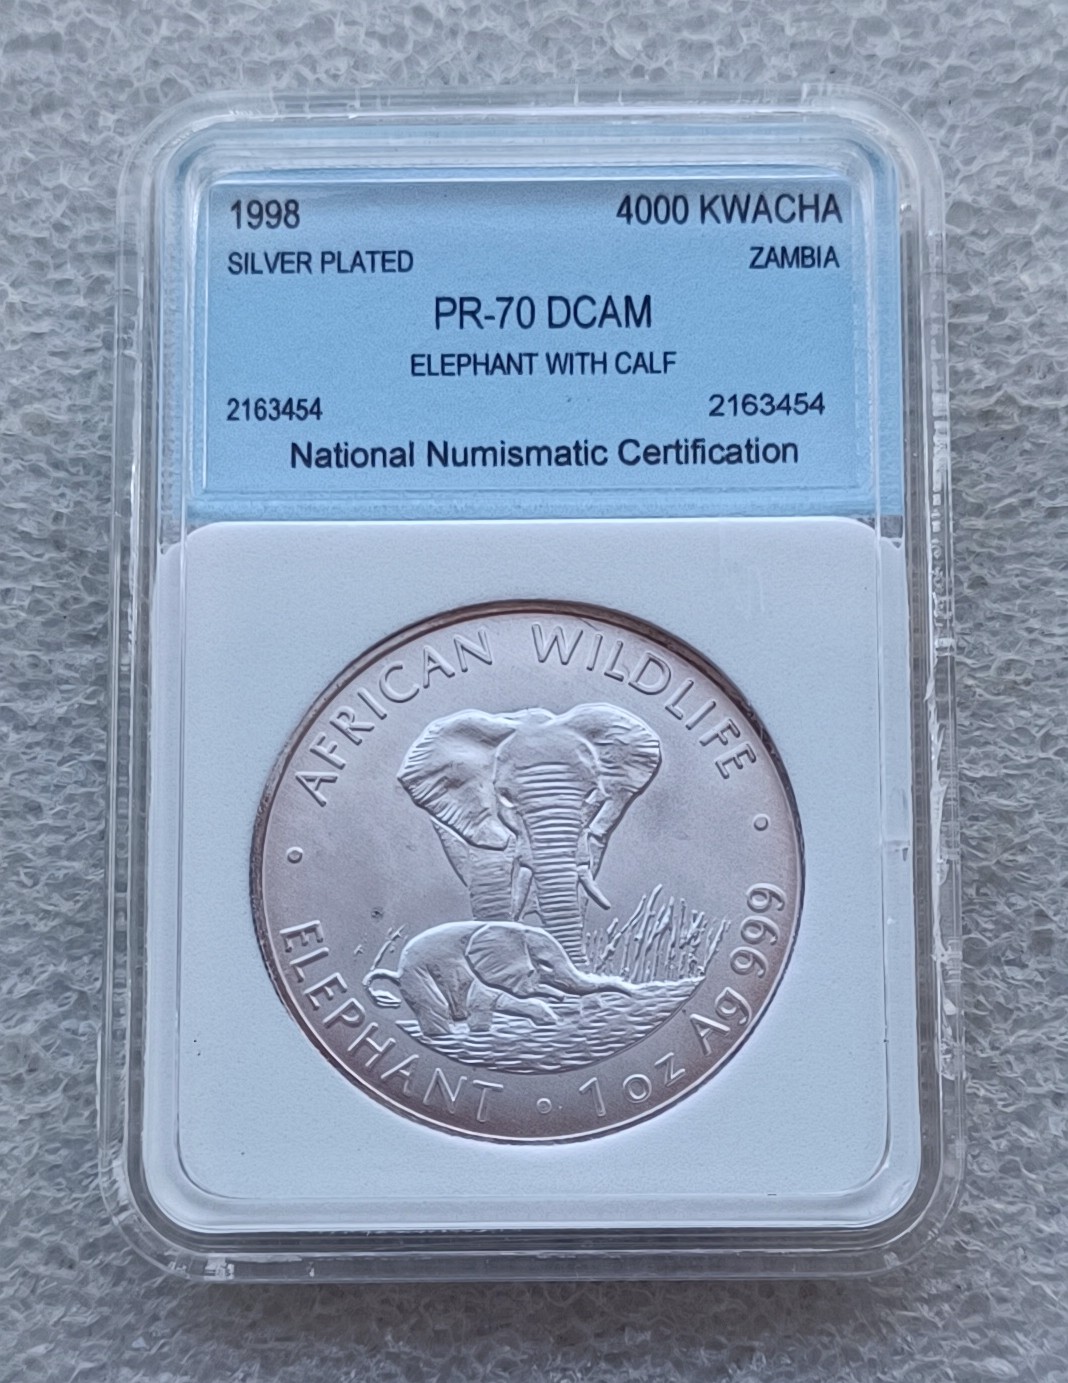 1998 4000 KWACHA
SILVER PLATED ZAMBIA
PR-70 DCAM
ELEPHANT WITH CALF
2163454 2163454
National Numismatic Certification
AFRICAN WILDLIFE
ELEPHANT • 1 oz Ag 999